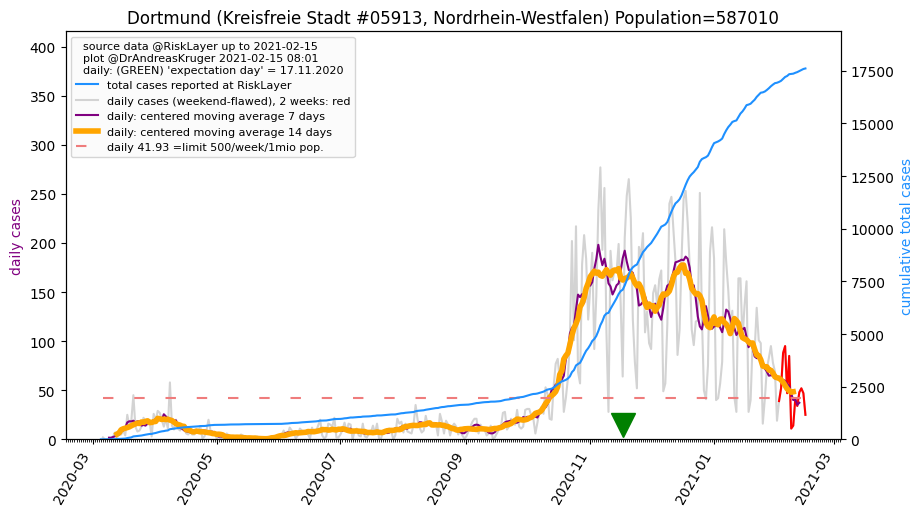 Dortmund (Kreisfreie Stadt #05913, Nordrhein-Westfalen) Population=587010
source data @RiskLayer up to 2021-02-15
plot @DrAndreasKruger 2021-02-15 08:01
daily: (GREEN) 'expectation day' = 17.11.2020
total cases reported at RiskLayer
daily cases (weekend-flawed), 2 weeks: red
daily: centered moving average 7 days
daily: centered moving average 14 days
daily 41.93 =limit 500/week/1mio pop.
daily cases
400
350
300
250
200
150
100
50
0
cumulative total cases
17500
15000
12500
10000
7500
5000
2500
0
2020-03
2020-05
2020-07
2020-09
2020-11
2021-01
2021-03